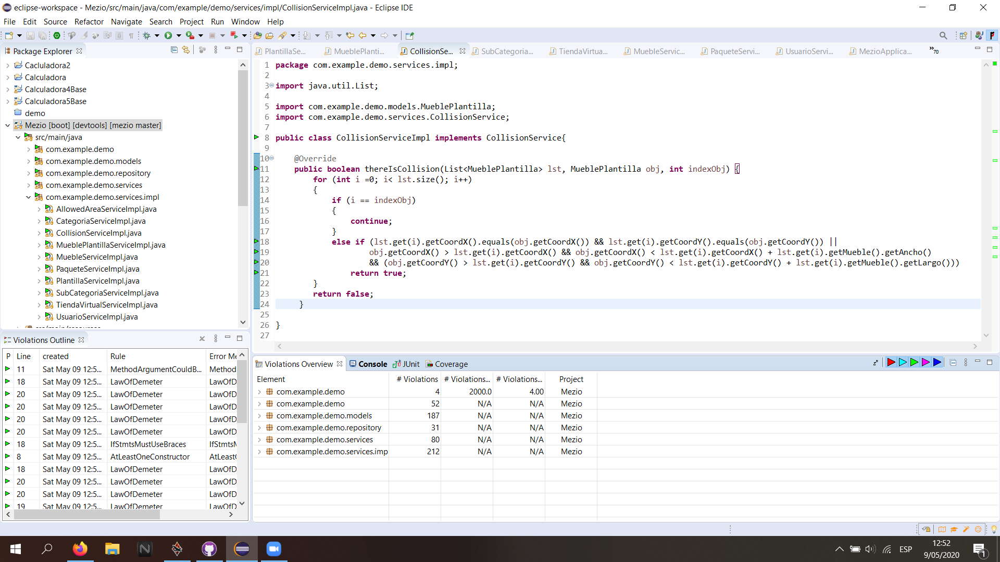 eclipse-workspace - Mezio/src/main/java/com/example/demo/services/impl/CollisionServiceImpl.java - Eclipse IDE
File Edit Source Refactor Navigate Search Project Run Window Help
Package Explorer
Cacluladora2
Calculadora
Calculadora4Base
Calculadora5Base
demo
Mezio [boot] [devtools] [mezio master]
src/main/java
com.example.demo
com.example.demo.models
com.example.demo.repository
com.example.demo.services
com.example.demo.services.impl
AllowedAreaServiceImpl.java
CategoriaServiceImpl.java
CollisionServiceImpl.java
MueblePlantillaServiceImpl.java
MuebleServiceImpl.java
PaqueteServiceImpl.java
PlantillaServiceImpl.java
SubCategoriaServiceImpl.java
TiendaVirtualServiceImpl.java
UsuarioServiceImpl.java
PlantillaSe... MueblePlanti... CollisionSe... SubCategoria... TiendaVirtua... MuebleServic... PaqueteServi... UsuarioServi... MezioApplica... »70
1 package com.example.demo.services.impl;
2
3 import java.util.List;
4
5 import com.example.demo.models.MueblePlantilla;
6 import com.example.demo.services.CollisionService;
7
8 public class CollisionServiceImpl implements CollisionService{
9
10 @Override
11 public boolean thereIsCollision(List<MueblePlantilla> lst, MueblePlantilla obj, int indexObj) {
12 for (int i =0; i< lst.size(); i++)
13 {
14 if (i == indexObj)
15 {
16 continue;
17 }
18 else if (lst.get(i).getCoordX().equals(obj.getCoordX()) && lst.get(i).getCoordY().equals(obj.getCoordY()) ||
19 obj.getCoordX() > lst.get(i).getCoordX() && obj.getCoordX() < lst.get(i).getCoordX() + lst.get(i).getMueble().getAncho()
20 && (obj.getCoordY() > lst.get(i).getCoordY() && obj.getCoordY() < lst.get(i).getCoordY() + lst.get(i).getMueble().getLargo()))
21 return true;
22 }
23 return false;
24 }
25
26 }
27
Violations Outline
P Line created Rule Error Me
11 Sat May 09 12:5... MethodArgumentCouldB... Method
18 Sat May 09 12:5... LawOfDemeter LawOfD
20 Sat May 09 12:5... LawOfDemeter LawOfD
20 Sat May 09 12:5... LawOfDemeter LawOfD
20 Sat May 09 12:5... LawOfDemeter LawOfD
20 Sat May 09 12:5... LawOfDemeter LawOfD
18 Sat May 09 12:5... IfStmtsMustUseBraces IfStmtsM
8 Sat May 09 12:5... AtLeastOneConstructor AtLeastO
18 Sat May 09 12:5... LawOfDemeter LawOfD
20 Sat May 09 12:5... LawOfDemeter LawOfD
20 Sat May 09 12:5... LawOfDemeter LawOfD
19 Sat May 09 12:5... LawOfDemeter LawOfD
Violations Overview Console JUnit Coverage
Element # Violations # Violations... # Violations... Project
com.example.demo 4 2000.0 4.00 Mezio
com.example.demo 52 N/A N/A Mezio
com.example.demo.models 187 N/A N/A Mezio
com.example.demo.repository 31 N/A N/A Mezio
com.example.demo.services 80 N/A N/A Mezio
com.example.demo.services.imp 212 N/A N/A Mezio
ESP
12:52
9/05/2020
1